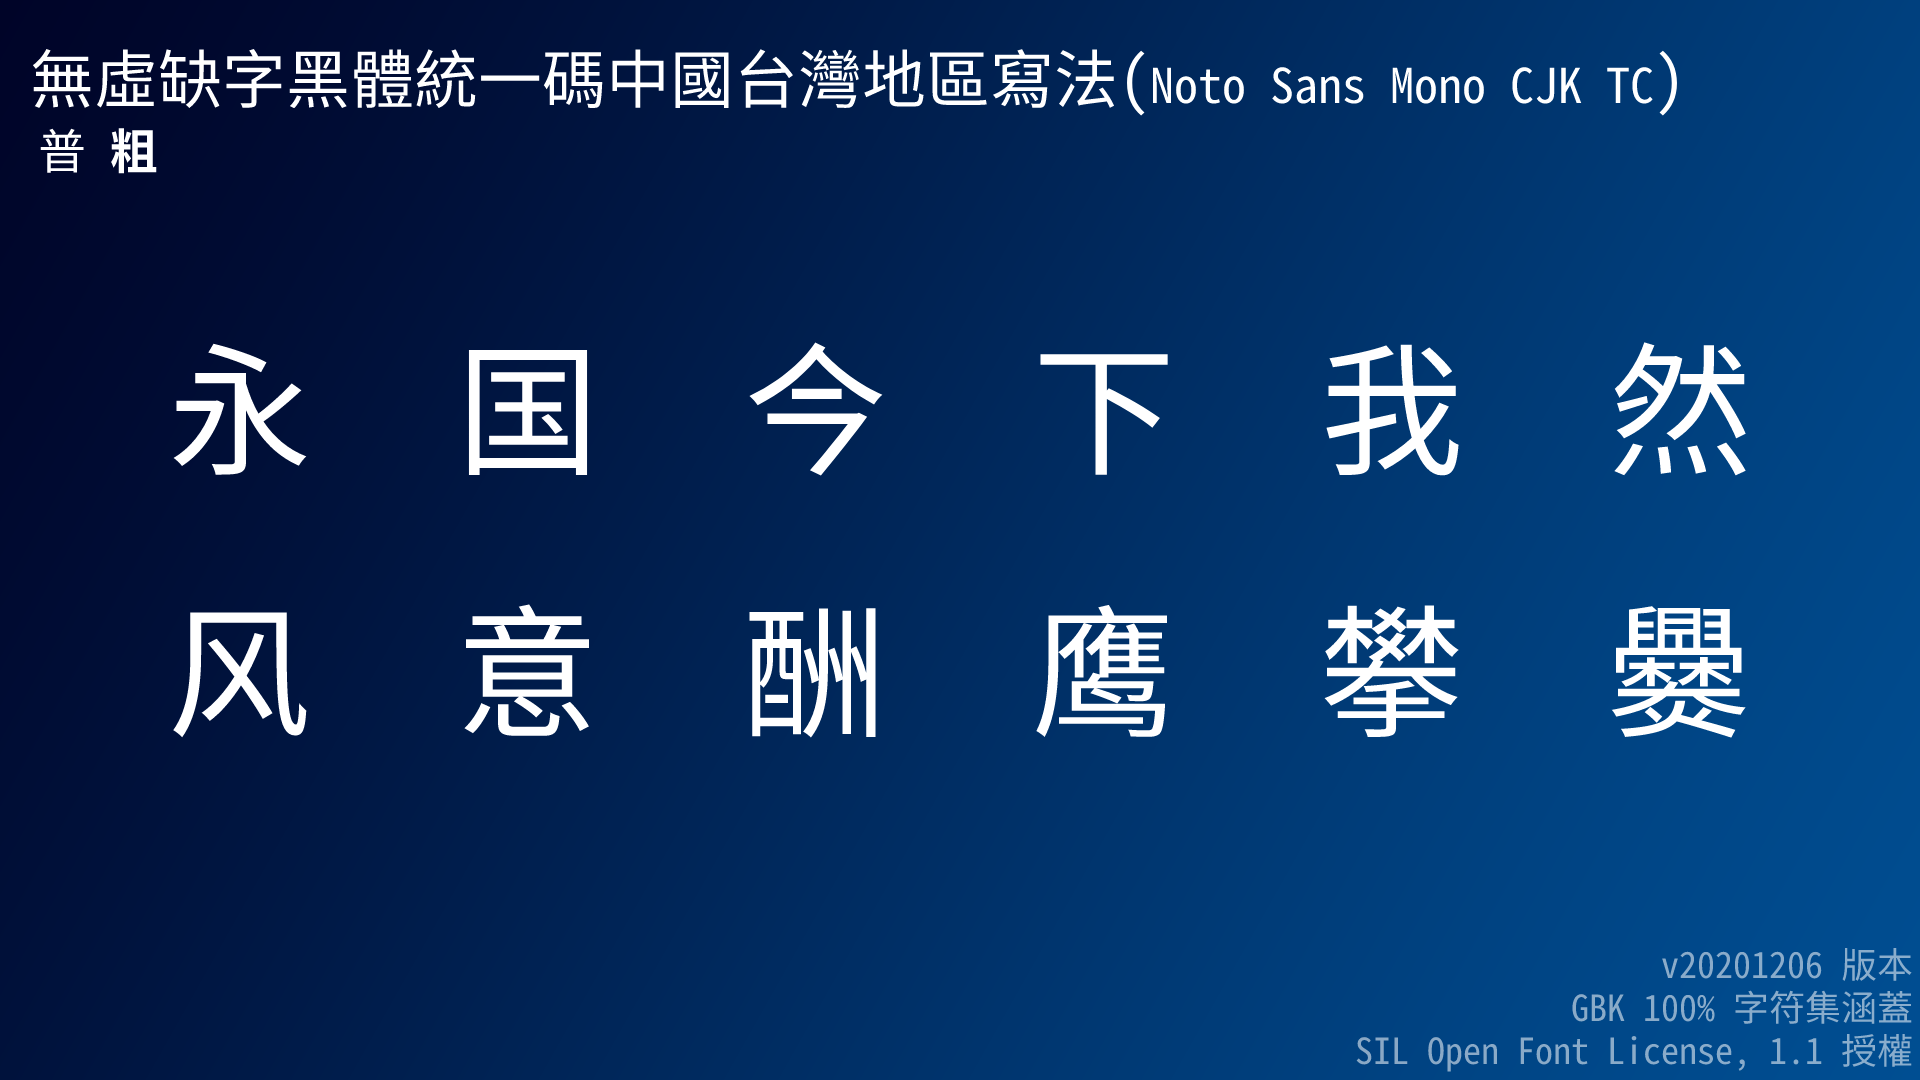 無虛缺字黑體統一碼中國台灣地區寫法(Noto Sans Mono CJK TC)
普 粗
永 国 今 下 我 然
风 意 酬 鹰 攀 爨
v20201206 版本
GBK 100% 字符集涵蓋
SIL Open Font License, 1.1 授權